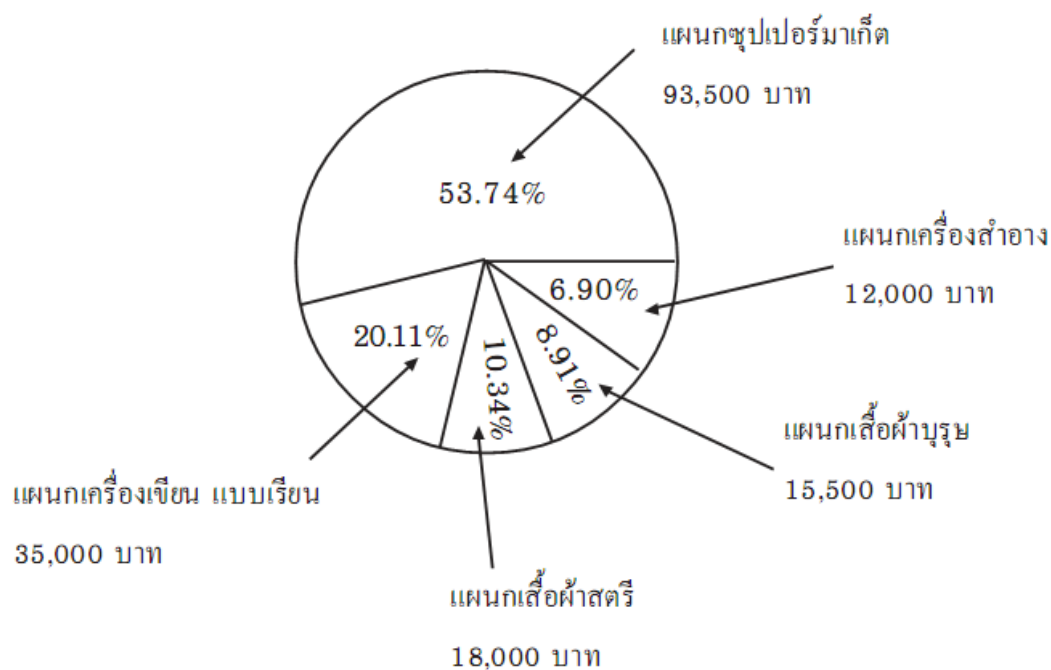 แผนกซุปเปอร์มาเก็ต
93,500 บาท
53.74%
แผนกเครื่องสำอาง
12,000 บาท
6.90%
8.91%
แผนกเสื้อผ้าบุรุษ
15,500 บาท
20.11%
10.34%
แผนกเครื่องเขียน แบบเรียน
35,000 บาท
แผนกเสื้อผ้าสตรี
18,000 บาท